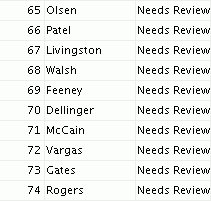 65 Olsen Needs Review
66 Patel Needs Review
67 Livingston Needs Review
68 Walsh Needs Review
69 Feeney Needs Review
70 Dellinger Needs Review
71 McCain Needs Review
72 Vargas Needs Review
73 Gates Needs Review
74 Rogers Needs Review